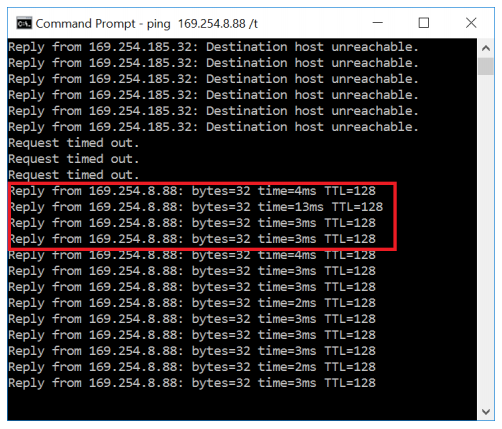 Command Prompt - ping  169.254.8.88 /t
Reply from 169.254.185.32: Destination host unreachable.
Reply from 169.254.185.32: Destination host unreachable.
Reply from 169.254.185.32: Destination host unreachable.
Reply from 169.254.185.32: Destination host unreachable.
Reply from 169.254.185.32: Destination host unreachable.
Reply from 169.254.185.32: Destination host unreachable.
Request timed out.
Request timed out.
Request timed out.
Reply from 169.254.8.88: bytes=32 time=4ms TTL=128
Reply from 169.254.8.88: bytes=32 time=13ms TTL=128
Reply from 169.254.8.88: bytes=32 time=3ms TTL=128
Reply from 169.254.8.88: bytes=32 time=3ms TTL=128
Reply from 169.254.8.88: bytes=32 time=4ms TTL=128
Reply from 169.254.8.88: bytes=32 time=3ms TTL=128
Reply from 169.254.8.88: bytes=32 time=3ms TTL=128
Reply from 169.254.8.88: bytes=32 time=2ms TTL=128
Reply from 169.254.8.88: bytes=32 time=3ms TTL=128
Reply from 169.254.8.88: bytes=32 time=3ms TTL=128
Reply from 169.254.8.88: bytes=32 time=3ms TTL=128
Reply from 169.254.8.88: bytes=32 time=2ms TTL=128
Reply from 169.254.8.88: bytes=32 time=3ms TTL=128